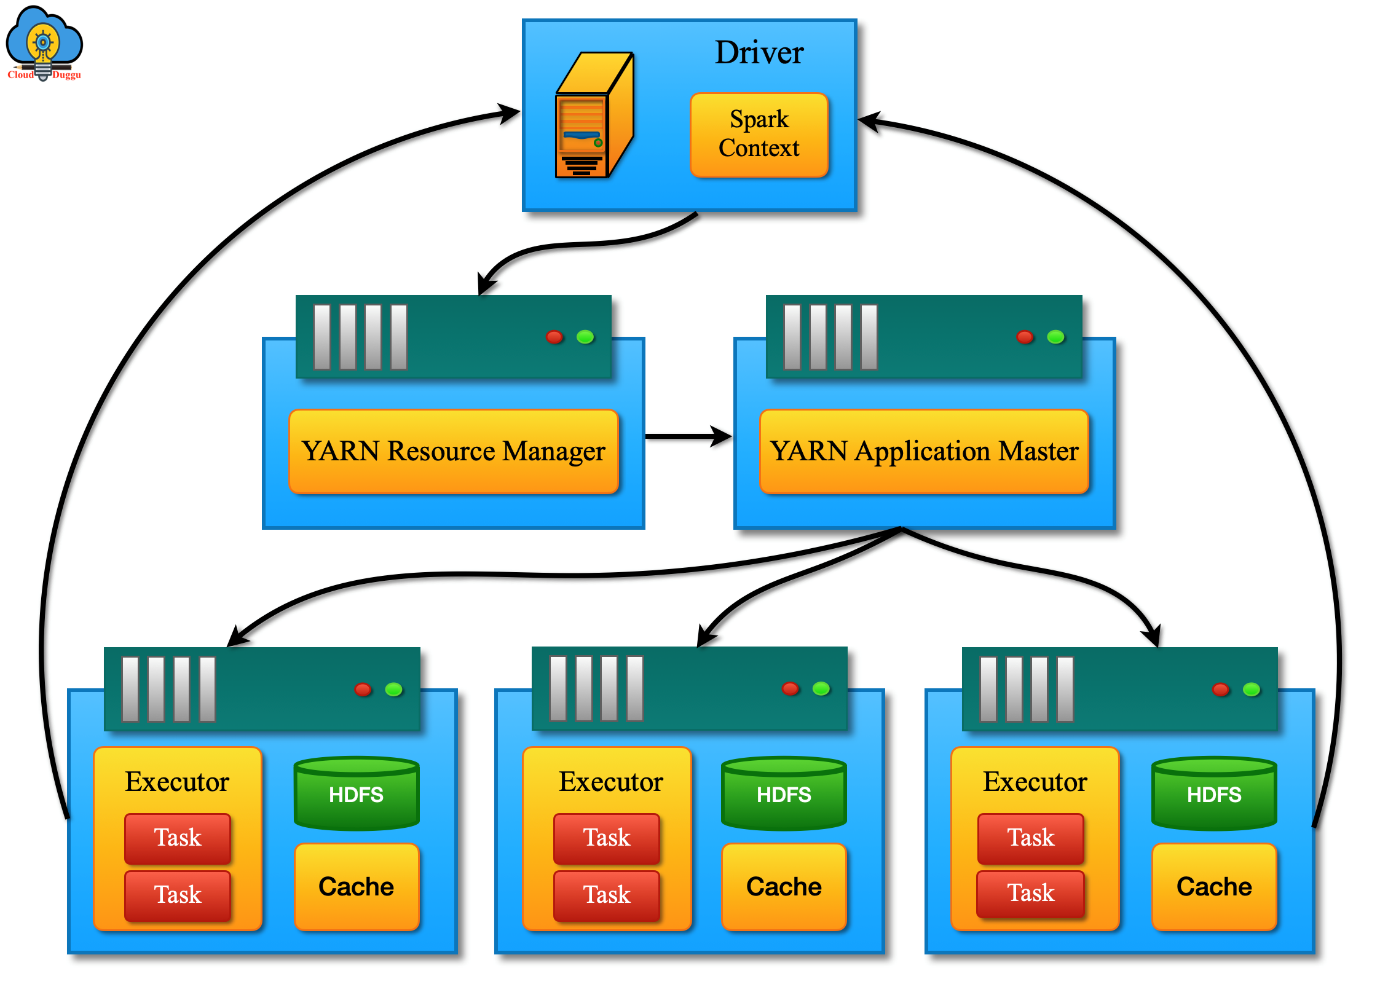 Cloud Duggu
Driver
Spark
Context
YARN Resource Manager
YARN Application Master
Executor
Task
Task
HDFS
Cache
Executor
Task
Task
HDFS
Cache
Executor
Task
Task
HDFS
Cache